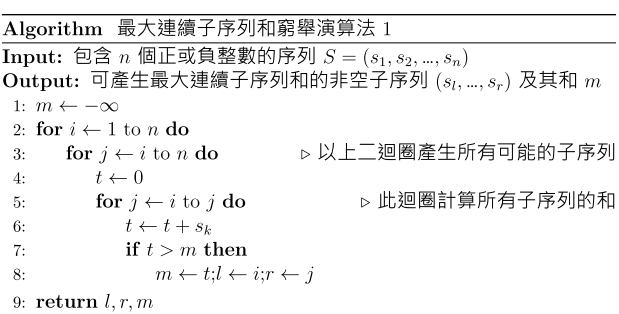 Algorithm 最大連續子序列和窮舉演算法 1
Input: 包含 n 個正或負整數的序列 S = (s₁, s₂, ..., sₙ)
Output: 可產生最大連續子序列和的非空子序列 (sₗ, ..., sᵣ) 及其和 m
1: m ← −∞
2: for i ← 1 to n do
3: for j ← i to n do ▷ 以上二迴圈產生所有可能的子序列
4: t ← 0
5: for j ← i to j do ▷ 此迴圈計算所有子序列的和
6: t ← t + sₖ
7: if t > m then
8: m ← t;l ← i;r ← j
9: return l, r, m